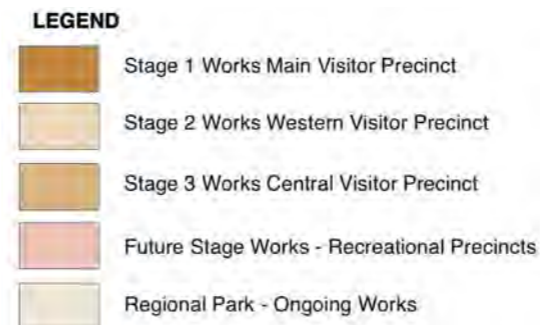 LEGEND
Stage 1 Works Main Visitor Precinct
Stage 2 Works Western Visitor Precinct
Stage 3 Works Central Visitor Precinct
Future Stage Works - Recreational Precincts
Regional Park - Ongoing Works